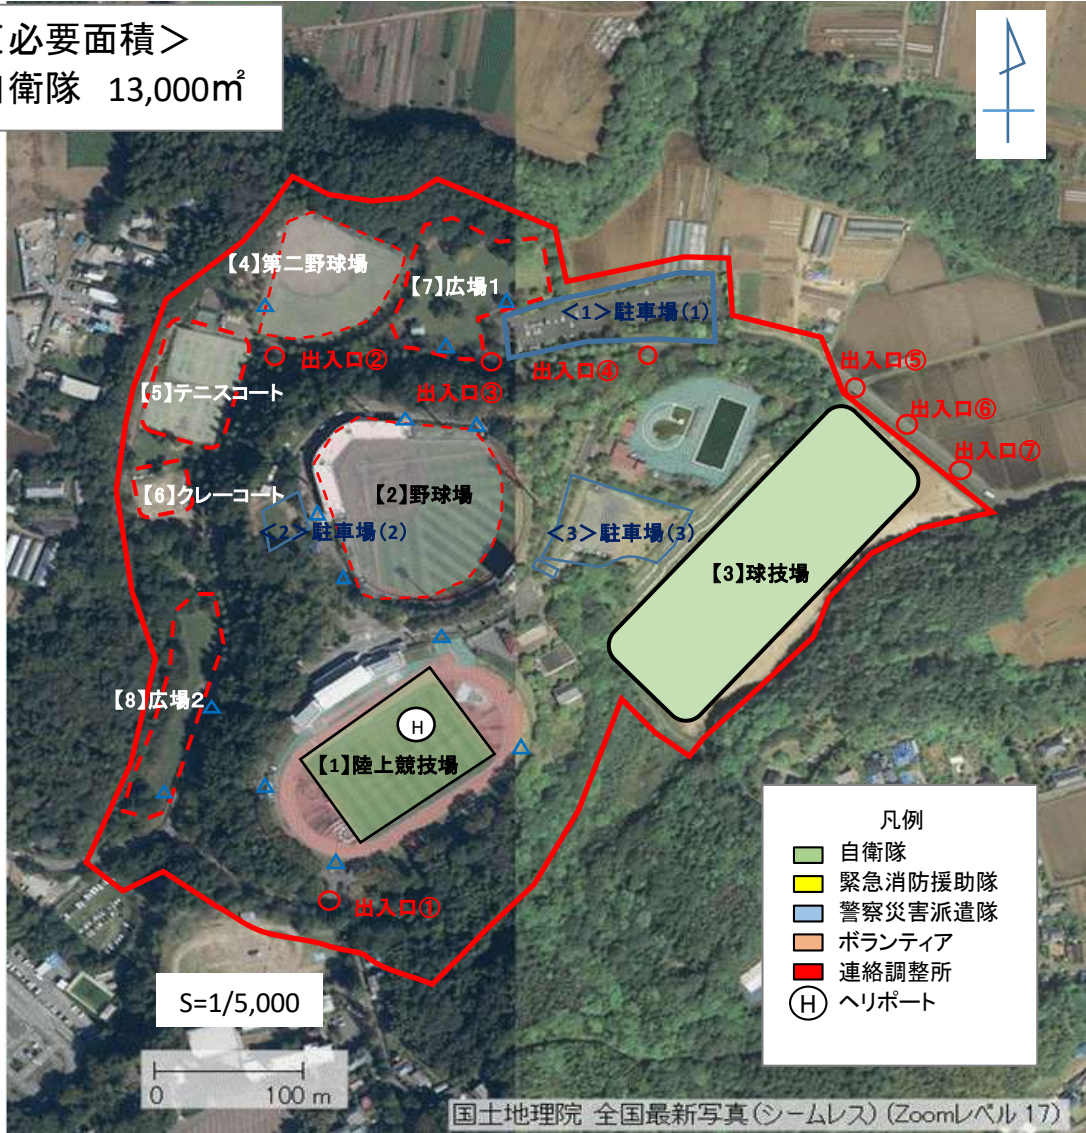 必要面積＞
衛隊 13,000㎡
【4】第二野球場
【7】広場1
＜1＞駐車場(1)
出入口②
出入口③
出入口④
出入口⑤
出入口⑥
出入口⑦
【5】テニスコート
【6】クレーコート
【2】野球場
＜2＞駐車場(2)
＜3＞駐車場(3)
【3】球技場
【8】広場2
H
【1】陸上競技場
出入口①
凡例
自衛隊
緊急消防援助隊
警察災害派遣隊
ボランティア
連絡調整所
H ヘリポート
S=1/5,000
0 100 m
国土地理院 全国最新写真(シームレス) (Zoomレベル 17)